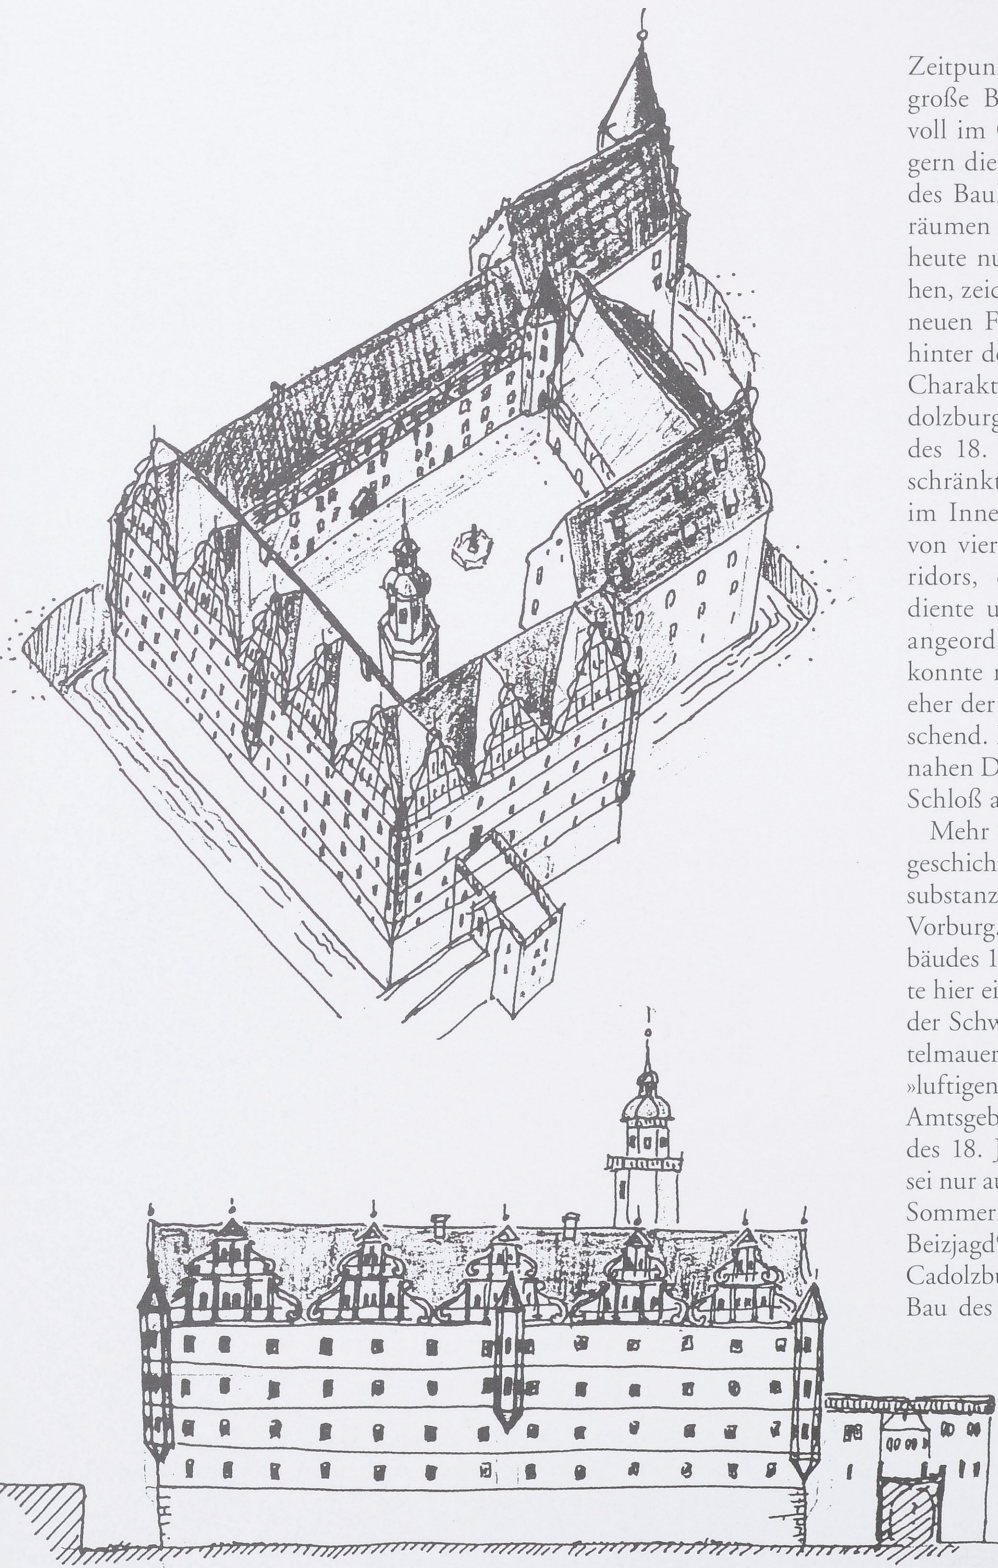 Zeitpun
große B
voll im
gern die
des Bau
räumen
heute nu
hen, zeic
neuen F
hinter de
Charakt
dolzburg
des 18.
schränkt
im Inne
von vier
ridors,
diente u
angeord
konnte
eher der
schend.
nahen D
Schloß a
Mehr
geschich
substanz
Vorburg.
bäudes 1
te hier ei
der Schw
telmauer
»luftigen
Amtsgeb
des 18. J
sei nur au
Sommer
Beizjagd
Cadolzbu
Bau des